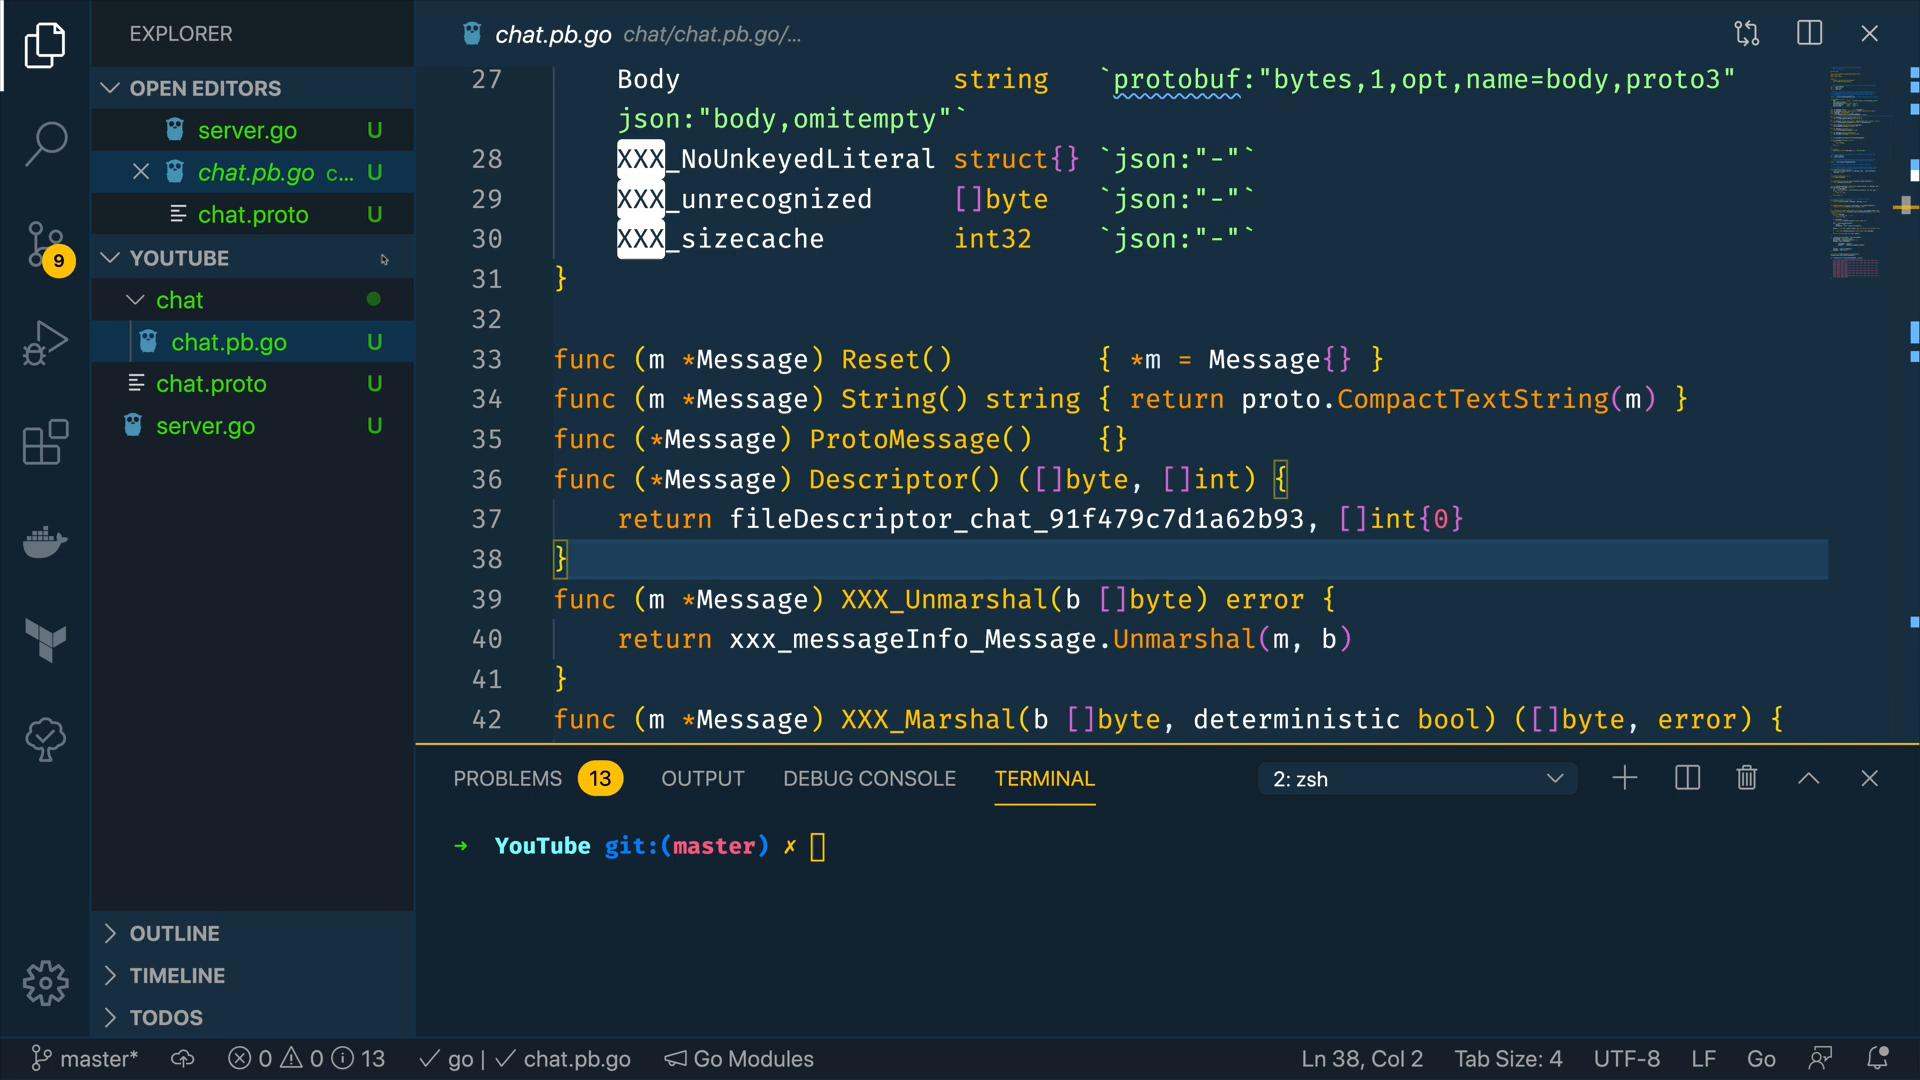 EXPLORER
OPEN EDITORS
server.go U
chat.pb.go c... U
chat.proto U
YOUTUBE
chat
chat.pb.go U
chat.proto U
server.go U
OUTLINE
TIMELINE
TODOS
9
chat.pb.go chat/chat.pb.go/...
27 Body string `protobuf:"bytes,1,opt,name=body,proto3"
json:"body,omitempty"`
28 XXX_NoUnkeyedLiteral struct{} `json:"-"`
29 XXX_unrecognized []byte `json:"-"`
30 XXX_sizecache int32 `json:"-"`
31 }
32
33 func (m *Message) Reset() { *m = Message{} }
34 func (m *Message) String() string { return proto.CompactTextString(m) }
35 func (*Message) ProtoMessage() {}
36 func (*Message) Descriptor() ([]byte, []int) {
37 return fileDescriptor_chat_91f479c7d1a62b93, []int{0}
38 }
39 func (m *Message) XXX_Unmarshal(b []byte) error {
40 return xxx_messageInfo_Message.Unmarshal(m, b)
41 }
42 func (m *Message) XXX_Marshal(b []byte, deterministic bool) ([]byte, error) {
PROBLEMS 13 OUTPUT DEBUG CONSOLE TERMINAL 2: zsh
➜ YouTube git:(master) ✗
master* 0 0 13 go | chat.pb.go Go Modules Ln 38, Col 2 Tab Size: 4 UTF-8 LF Go